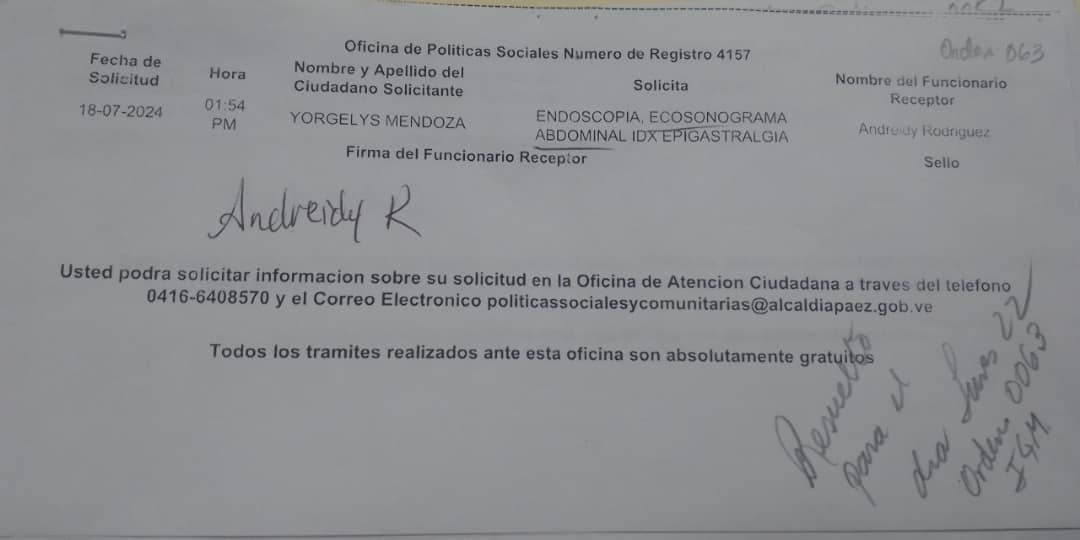 Orden 063
Oficina de Politicas Sociales Numero de Registro 4157
Fecha de Solicitud
Hora
Nombre y Apellido del Ciudadano Solicitante
Solicita
Nombre del Funcionario Receptor
18-07-2024
01:54 PM
YORGELYS MENDOZA
ENDOSCOPIA, ECOSONOGRAMA
ABDOMINAL IDX EPIGASTRALGIA
Andreidy Rodriguez
Firma del Funcionario Receptor
Sello
Andreidy R
Usted podra solicitar informacion sobre su solicitud en la Oficina de Atencion Ciudadana a traves del telefono
0416-6408570 y el Correo Electronico politicassocialesycomunitarias@alcaldiapaez.gob.ve
Todos los tramites realizados ante esta oficina son absolutamente gratuitos
Resuelto
para el
dia Lunes 22
Orden 0063